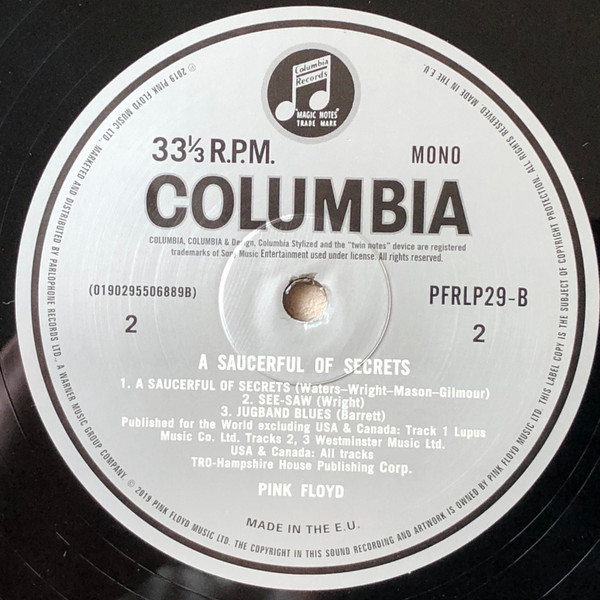 Columbia
Records
"MAGIC NOTES"
TRADE MARK
33⅓ R.P.M.
MONO
COLUMBIA
COLUMBIA, COLUMBIA & Design, Columbia Stylized and the "twin notes" device are registered
trademarks of Sony Music Entertainment used under license. All rights reserved.
(0190295506889B)
PFRLP29-B
2
2
A SAUCERFUL OF SECRETS
1. A SAUCERFUL OF SECRETS (Waters–Wright–Mason–Gilmour)
2. SEE-SAW (Wright)
3. JUGBAND BLUES (Barrett)
Published for the World excluding USA & Canada: Track 1 Lupus
Music Co. Ltd. Tracks 2, 3 Westminster Music Ltd.
USA & Canada: All tracks
TRO-Hampshire House Publishing Corp.
PINK FLOYD
MADE IN THE E.U.
℗ 2019 PINK FLOYD MUSIC LTD., MARKETED AND DISTRIBUTED BY PARLOPHONE RECORDS LTD., A WARNER MUSIC GROUP COMPANY. © 2019 PINK FLOYD MUSIC LTD. THE COPYRIGHT IN THIS SOUND RECORDING AND ARTWORK IS OWNED BY PINK FLOYD MUSIC LTD. THIS LABEL COPY IS THE SUBJECT OF COPYRIGHT PROTECTION. ALL RIGHTS RESERVED. MADE IN THE E.U.